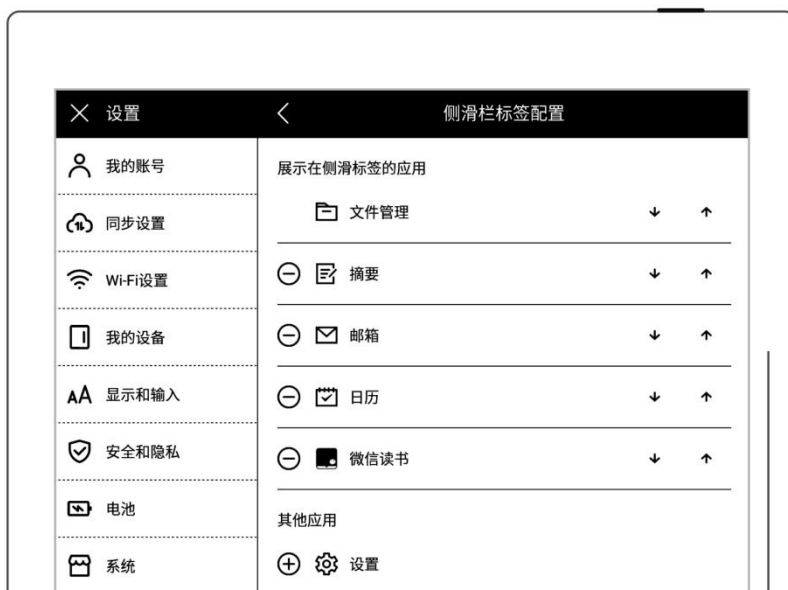 设置
侧滑栏标签配置
我的账号
同步设置
Wi-Fi设置
我的设备
显示和输入
安全和隐私
电池
系统
展示在侧滑标签的应用
文件管理
摘要
邮箱
日历
微信读书
其他应用
设置